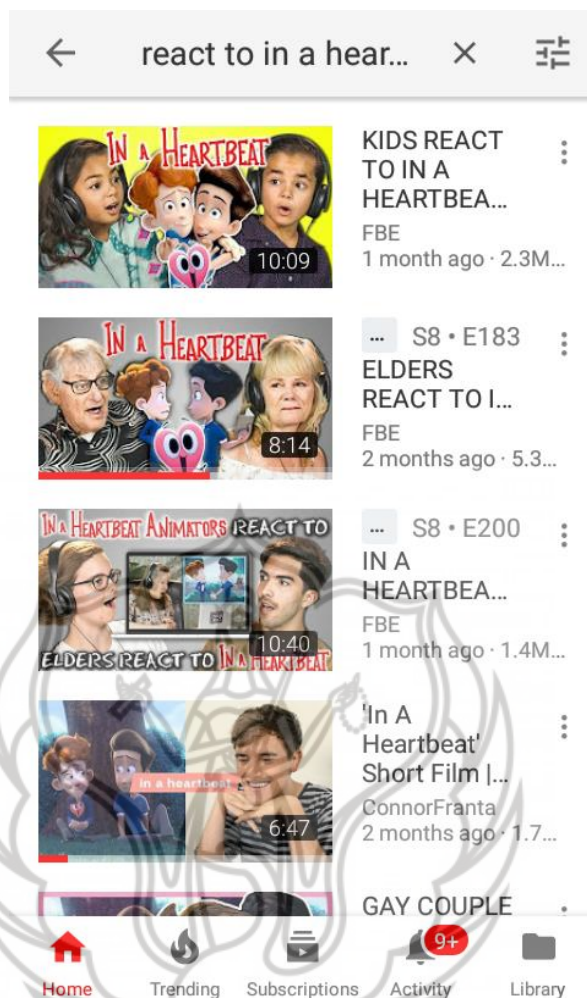 react to in a hear...
IN A HEARTBEAT
10:09
KIDS REACT
TO IN A
HEARTBEA...
FBE
1 month ago · 2.3M...
IN A HEARTBEAT
8:14
... S8 • E183
ELDERS
REACT TO I...
FBE
2 months ago · 5.3...
IN A HEARTBEAT ANIMATORS REACT TO
10:40
ELDERS REACT TO IN A HEARTBEAT
... S8 • E200
IN A
HEARTBEA...
FBE
1 month ago · 1.4M...
in a heartbeat
6:47
'In A
Heartbeat'
Short Film |...
ConnorFranta
2 months ago · 1.7...
GAY COUPLE
9+
Home Trending Subscriptions Activity Library